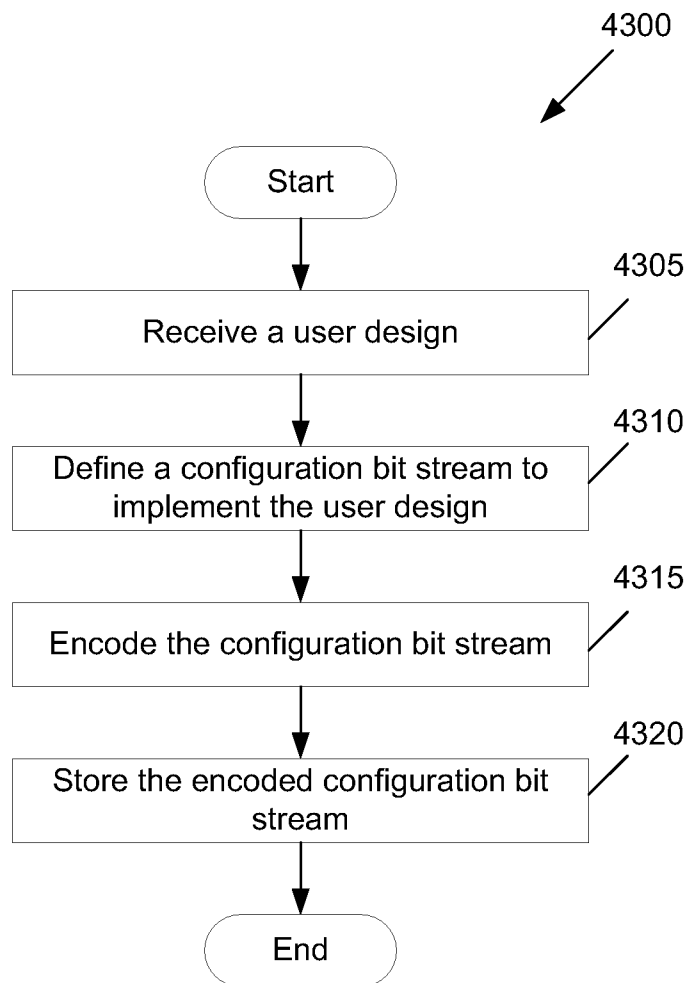 4300
Start
4305
Receive a user design
4310
Define a configuration bit stream to
implement the user design
4315
Encode the configuration bit stream
4320
Store the encoded configuration bit
stream
End